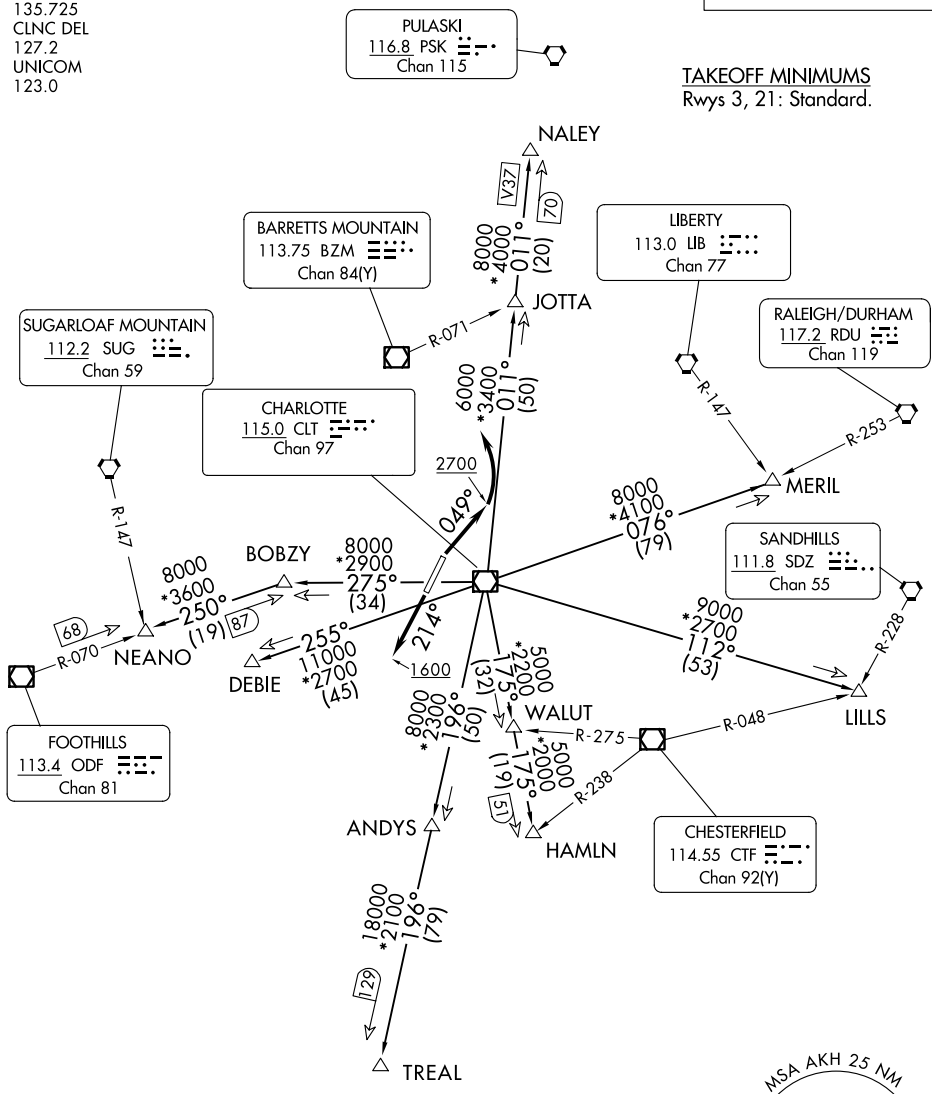 135.725
CLNC DEL
127.2
UNICOM
123.0
PULASKI
116.8 PSK
Chan 115
TAKEOFF MINIMUMS
Rwys 3, 21: Standard.
NALEY
V37
70
8000
*4000
011°
(20)
BARRETTS MOUNTAIN
113.75 BZM
Chan 84(Y)
LIBERTY
113.0 LIB
Chan 77
JOTTA
R-071
SUGARLOAF MOUNTAIN
112.2 SUG
Chan 59
RALEIGH/DURHAM
117.2 RDU
Chan 119
6000
*3400
011°
(50)
R-147
CHARLOTTE
115.0 CLT
Chan 97
R-253
2700
049°
MERIL
8000
*4100
076°
(79)
R-147
SANDHILLS
111.8 SDZ
Chan 55
BOBZY
8000
*2900
275°
(34)
8000
*3600
250°
(19)
87
68
R-070
NEANO
214°
1600
255°
11000
*2700
(45)
DEBIE
9000
*2700
112°
(53)
R-228
LILLS
5000
*2200
175°
(32)
8000
*2300
196°
(50)
WALUT
R-275
R-048
FOOTHILLS
113.4 ODF
Chan 81
5000
*2000
175°
(19)
51
R-238
ANDYS
HAMLN
CHESTERFIELD
114.55 CTF
Chan 92(Y)
18000
*2100
196°
(79)
129
TREAL
MSA AKH 25 NM